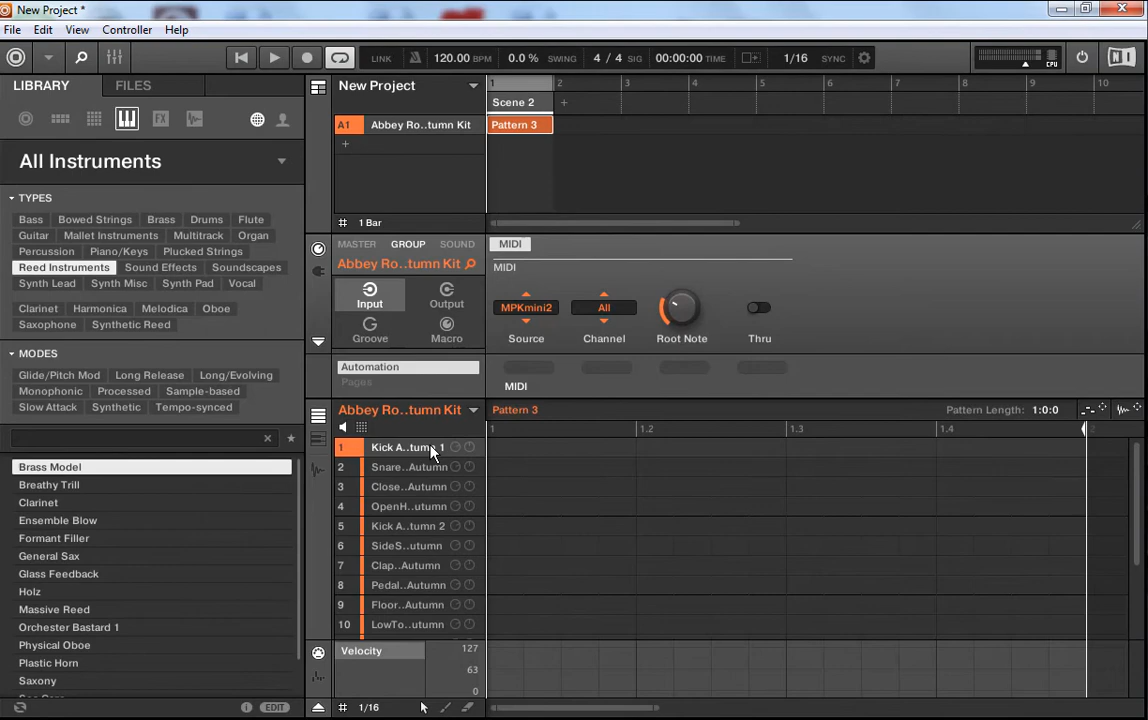 New Project *
File Edit View Controller Help
LINK 120.00 BPM 0.0 % SWING 4 / 4 SIG 00:00:00 TIME 1/16 SYNC CPU
LIBRARY FILES
All Instruments
TYPES
Bass Bowed Strings Brass Drums Flute
Guitar Mallet Instruments Multitrack Organ
Percussion Piano/Keys Plucked Strings
Reed Instruments Sound Effects Soundscapes
Synth Lead Synth Misc Synth Pad Vocal
Clarinet Harmonica Melodica Oboe
Saxophone Synthetic Reed
MODES
Glide/Pitch Mod Long Release Long/Evolving
Monophonic Processed Sample-based
Slow Attack Synthetic Tempo-synced
Brass Model
Breathy Trill
Clarinet
Ensemble Blow
Formant Filler
General Sax
Glass Feedback
Holz
Massive Reed
Orchester Bastard 1
Physical Oboe
Plastic Horn
Saxony
EDIT
New Project 1 2 3 4 5 6 7 8 9 10
Scene 2 +
A1 Abbey Ro..tumn Kit Pattern 3
+
1 Bar
MASTER GROUP SOUND MIDI
Abbey Ro..tumn Kit MIDI
Input Output
Groove Macro
MPKmini2 All
Source Channel Root Note Thru
Automation
Pages MIDI
Abbey Ro..tumn Kit Pattern 3 Pattern Length: 1:0:0
1 1.2 1.3 1.4 2
1 Kick A..tumn 1
2 Snare..Autumn
3 Close..Autumn
4 OpenH..utumn
5 Kick A..tumn 2
6 SideS..utumn
7 Clap..Autumn
8 Pedal..Autumn
9 Floor..Autumn
10 LowTo..utumn
Velocity 127
63
0
1/16